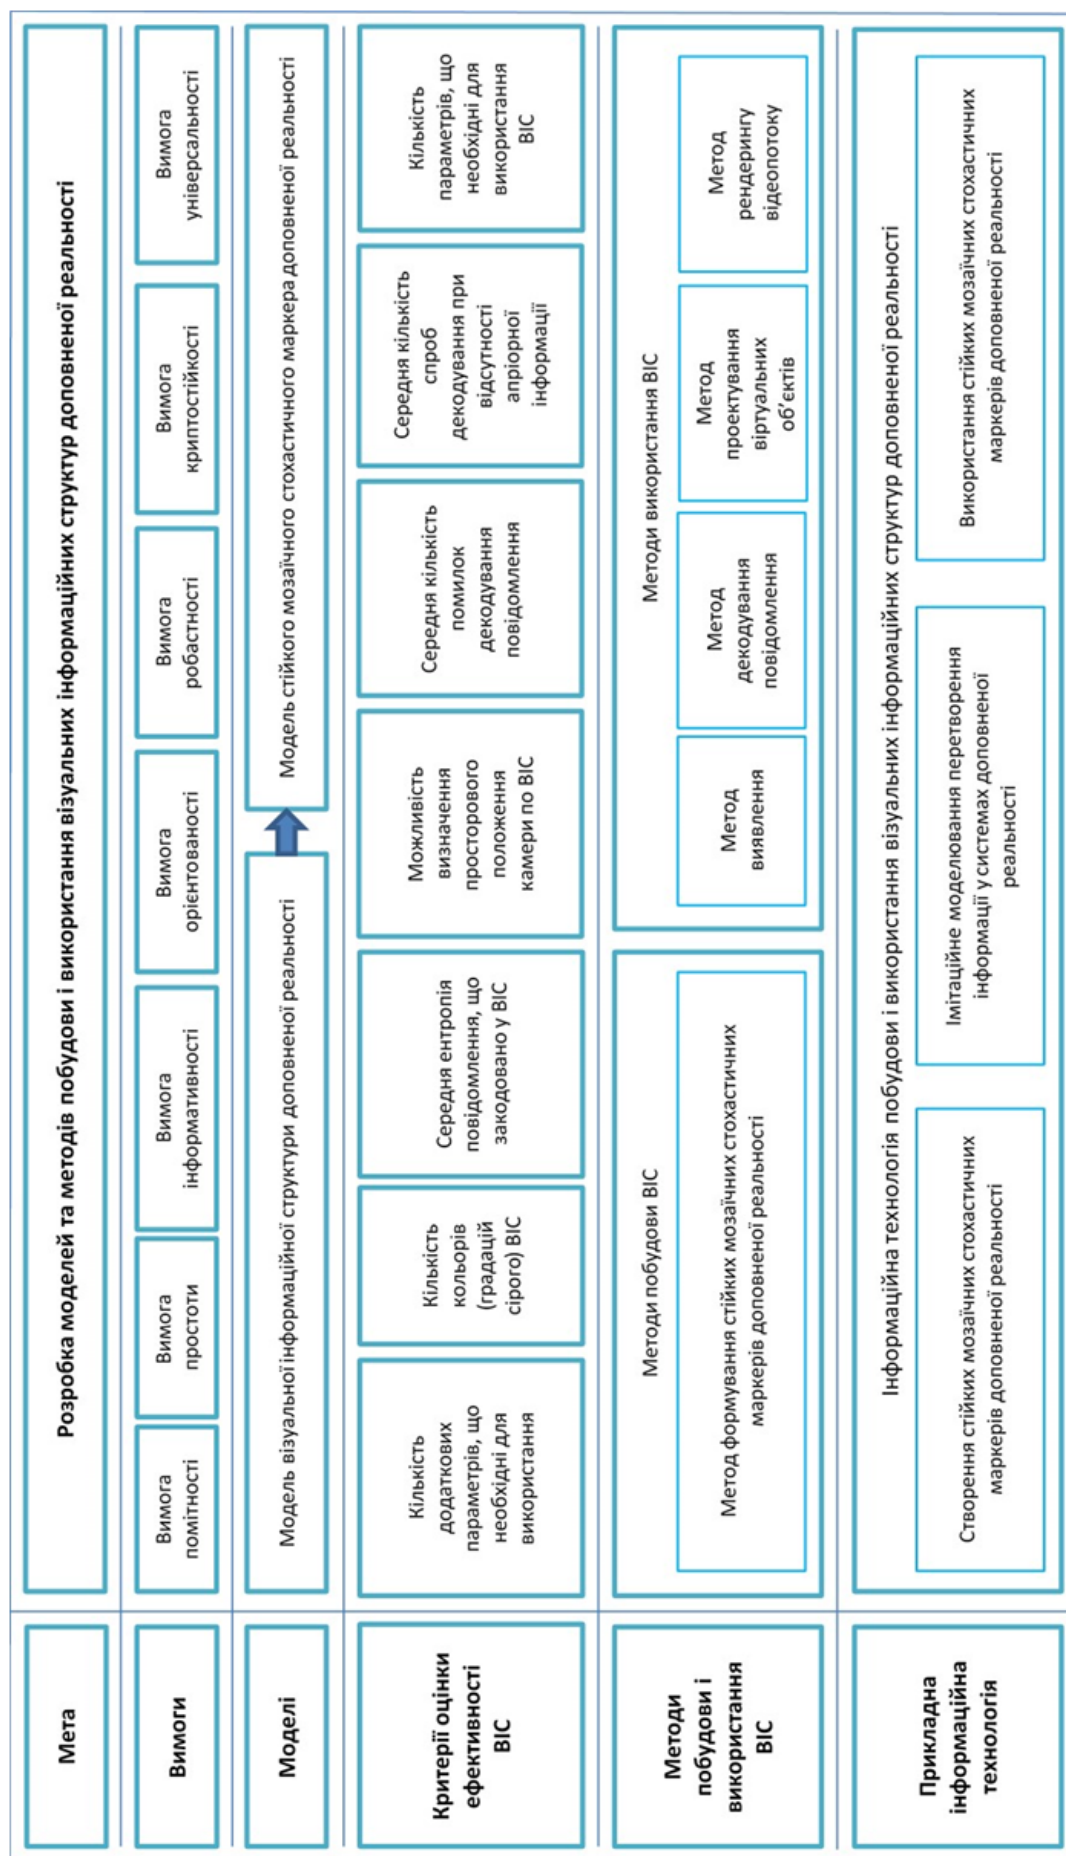 Мета
Розробка моделей та методів побудови і використання візуальних інформаційних структур доповненої реальності
Вимоги
Вимога
помітності
Вимога
простоти
Вимога
інформативності
Вимога
орієнтованості
Вимога
робастності
Вимога
криптостійкості
Вимога
універсальності
Моделі
Модель візуальної інформаційної структури доповненої реальності
Модель стійкого мозаїчного стохастичного маркера доповненої реальності
Критерії оцінки
ефективності
ВІС
Кількість
додаткових
параметрів, що
необхідні для
використання
Кількість
кольорів
(градацій
сірого) ВІС
Середня ентропія
повідомлення, що
закодовано у ВІС
Можливість
визначення
просторового
положення
камери по ВІС
Середня кількість
помилок
декодування
повідомлення
Середня кількість
спроб
декодування при
відсутності
апріорної
інформації
Кількість
параметрів, що
необхідні для
використання
ВІС
Методи
побудови і
використання
ВІС
Методи побудови ВІС
Метод формування стійких мозаїчних стохастичних
маркерів доповненої реальності
Методи використання ВІС
Метод
виявлення
Метод
декодування
повідомлення
Метод
проектування
віртуальних
об’єктів
Метод
рендерингу
відеопотоку
Прикладна
інформаційна
технологія
Інформаційна технологія побудови і використання візуальних інформаційних структур доповненої реальності
Створення стійких мозаїчних стохастичних
маркерів доповненої реальності
Імітаційне моделювання перетворення
інформації у системах доповненої
реальності
Використання стійких мозаїчних стохастичних
маркерів доповненої реальності